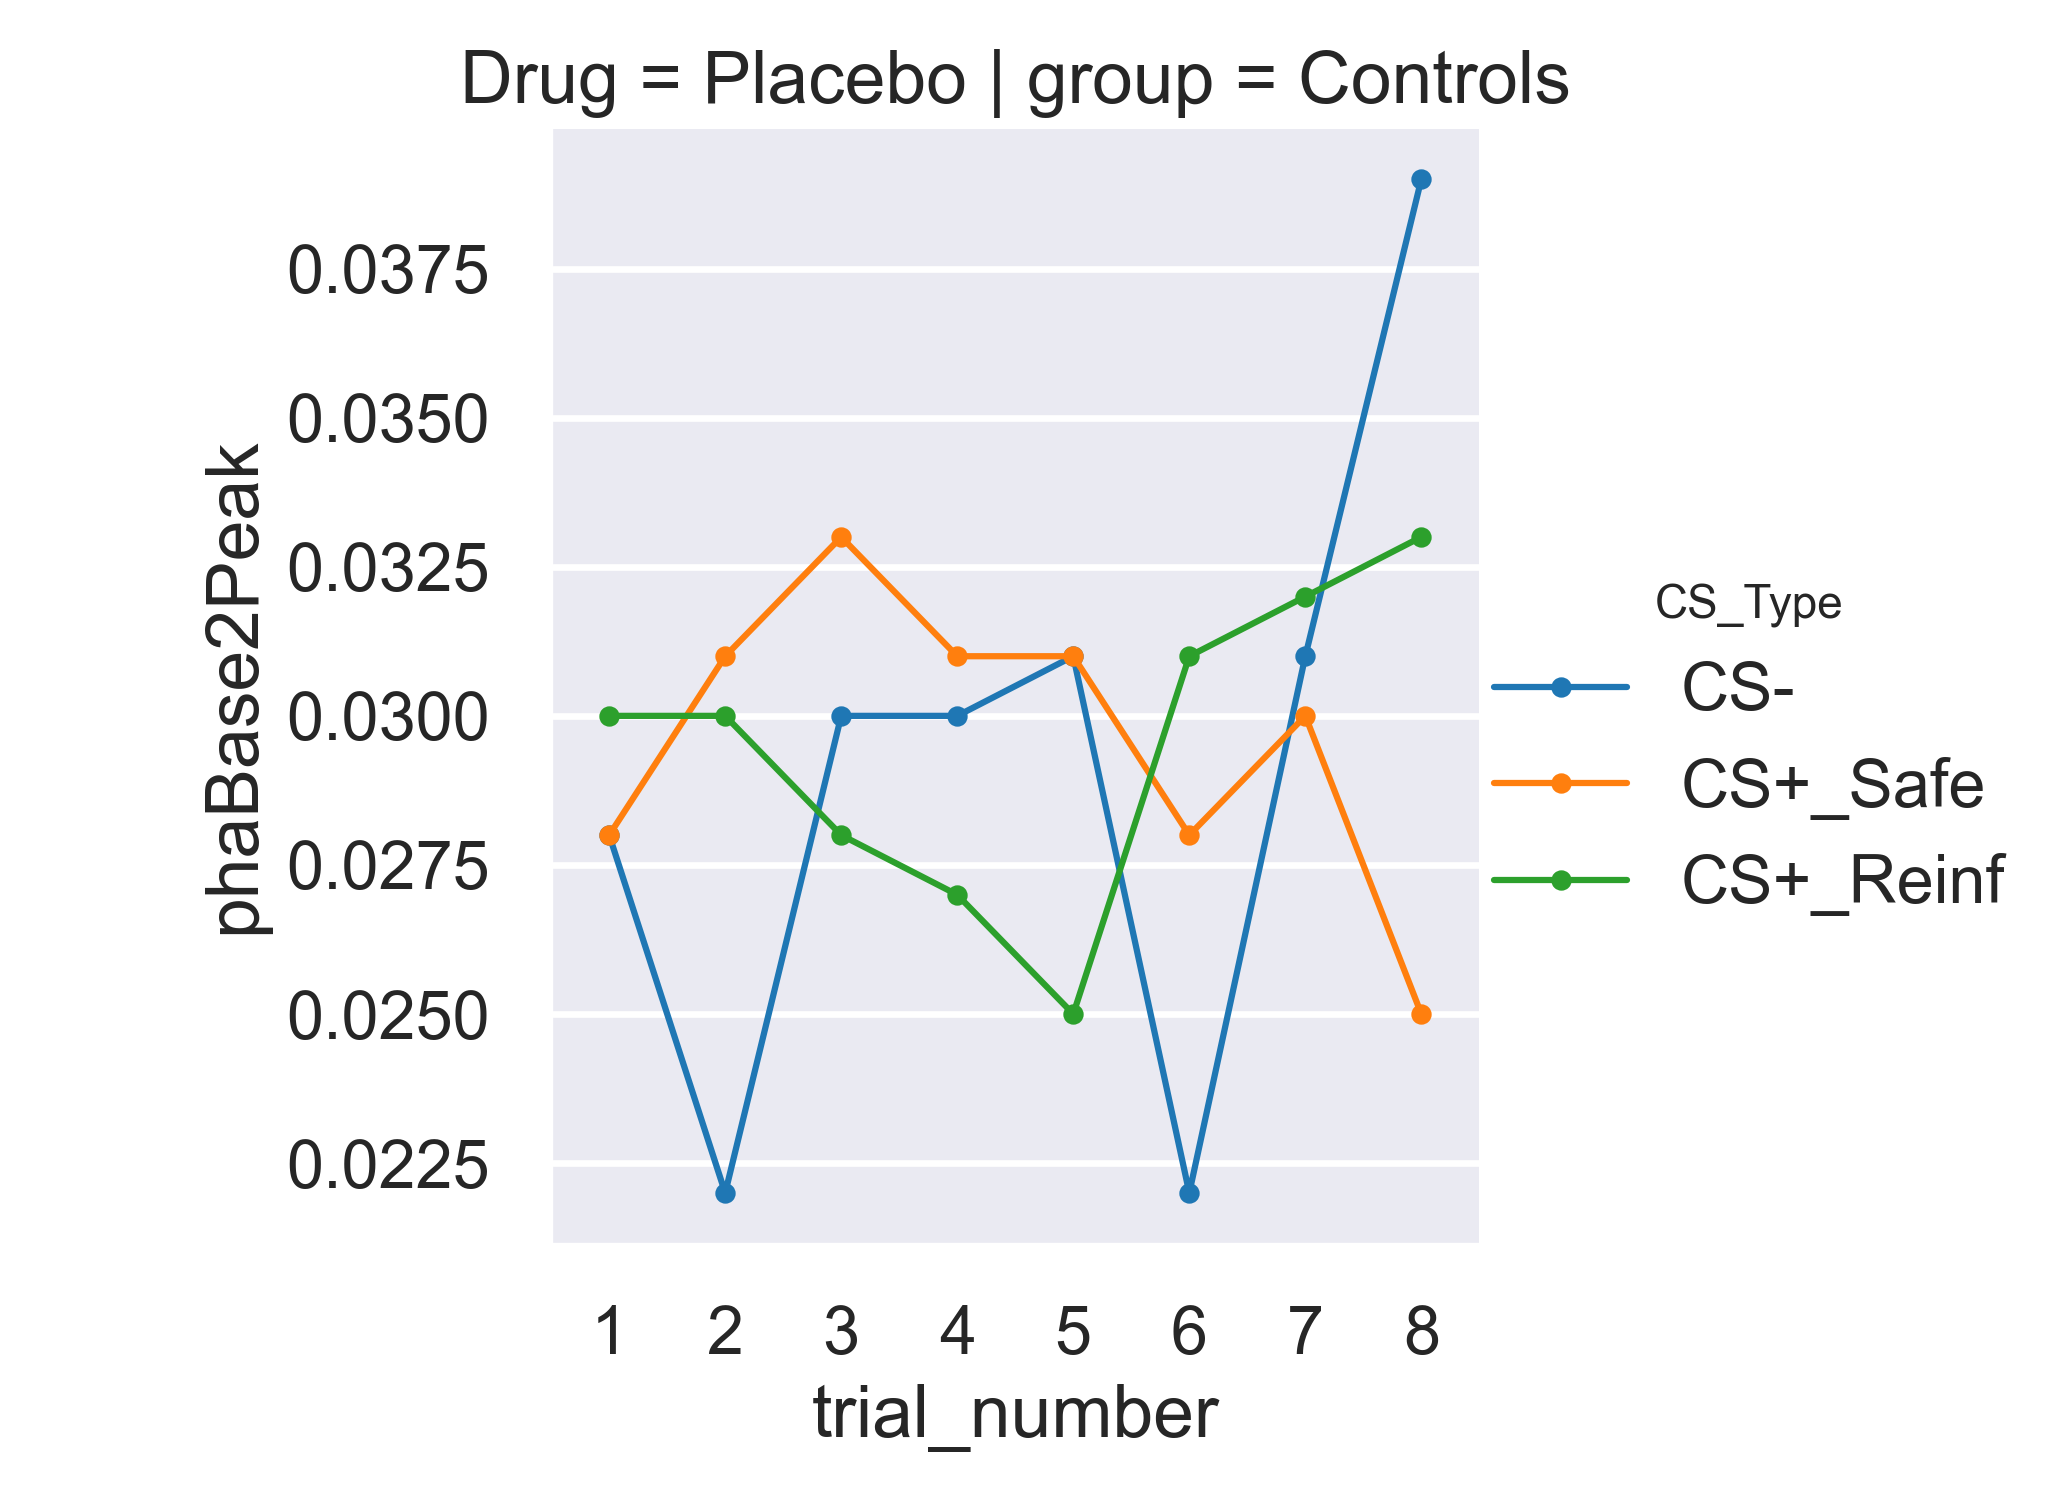 Drug = Placebo | group = Controls
phaBase2Peak
0.0375
0.0350
0.0325
0.0300
0.0275
0.0250
0.0225
1 2 3 4 5 6 7 8
trial_number
CS_Type
CS-
CS+_Safe
CS+_Reinf